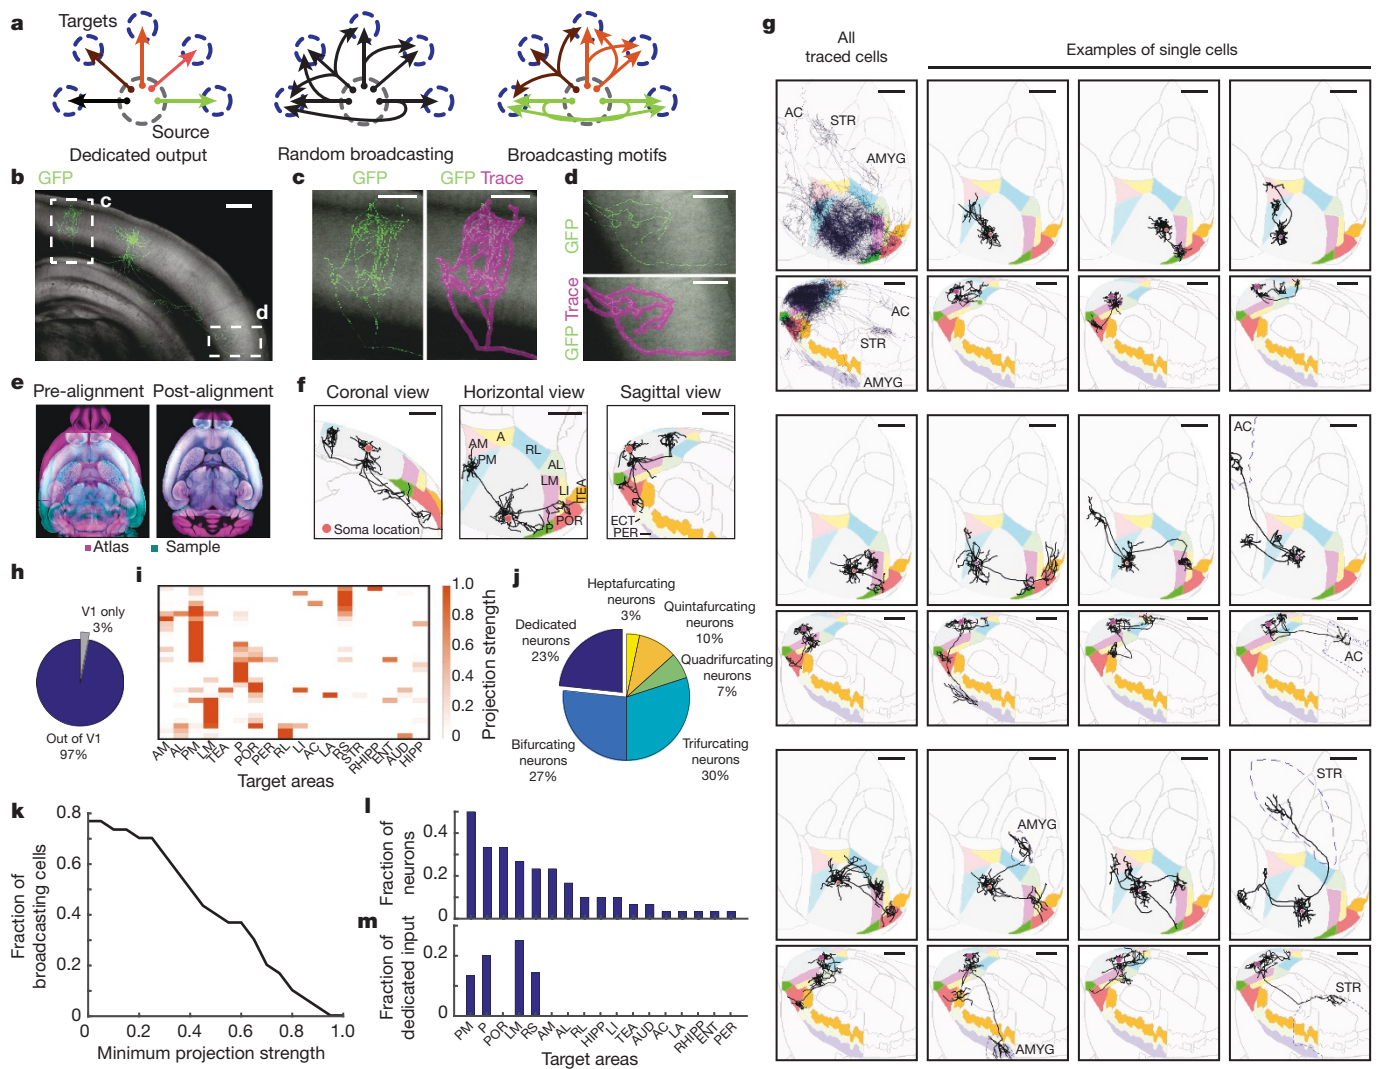 a
Targets
Source
Dedicated output
Random broadcasting
Broadcasting motifs
b
GFP
c
d
c
GFP
GFP Trace
d
GFP
GFP Trace
e
Pre-alignment
Post-alignment
Atlas
Sample
f
Coronal view
Horizontal view
Sagittal view
Soma location
A
AM
PM
RL
AL
LM
LI
TEA
P
POR
ECT
PER
g
All
traced cells
Examples of single cells
AC
STR
AMYG
AC
STR
AMYG
AC
AC
AMYG
STR
AMYG
STR
h
V1 only
3%
Out of V1
97%
i
1.0
0.8
0.6
0.4
0.2
0
Projection strength
AM
AL
PM
LM
TEA
P
POR
PER
RL
LI
AC
LA
RS
STR
RHIPP
ENT
AUD
HIPP
Target areas
j
Heptafurcating
neurons
3%
Quintafurcating
neurons
10%
Quadrifurcating
neurons
7%
Trifurcating
neurons
30%
Bifurcating
neurons
27%
Dedicated
neurons
23%
k
Fraction of
broadcasting cells
0.8
0.6
0.4
0.2
0
0
0.2
0.4
0.6
0.8
1.0
Minimum projection strength
l
Fraction of
neurons
0.4
0.2
0
m
Fraction of
dedicated input
0.2
0
PM
P
POR
LM
RS
AM
AL
RL
HIPP
LI
TEA
AUD
AC
LA
RHIPP
ENT
PER
Target areas